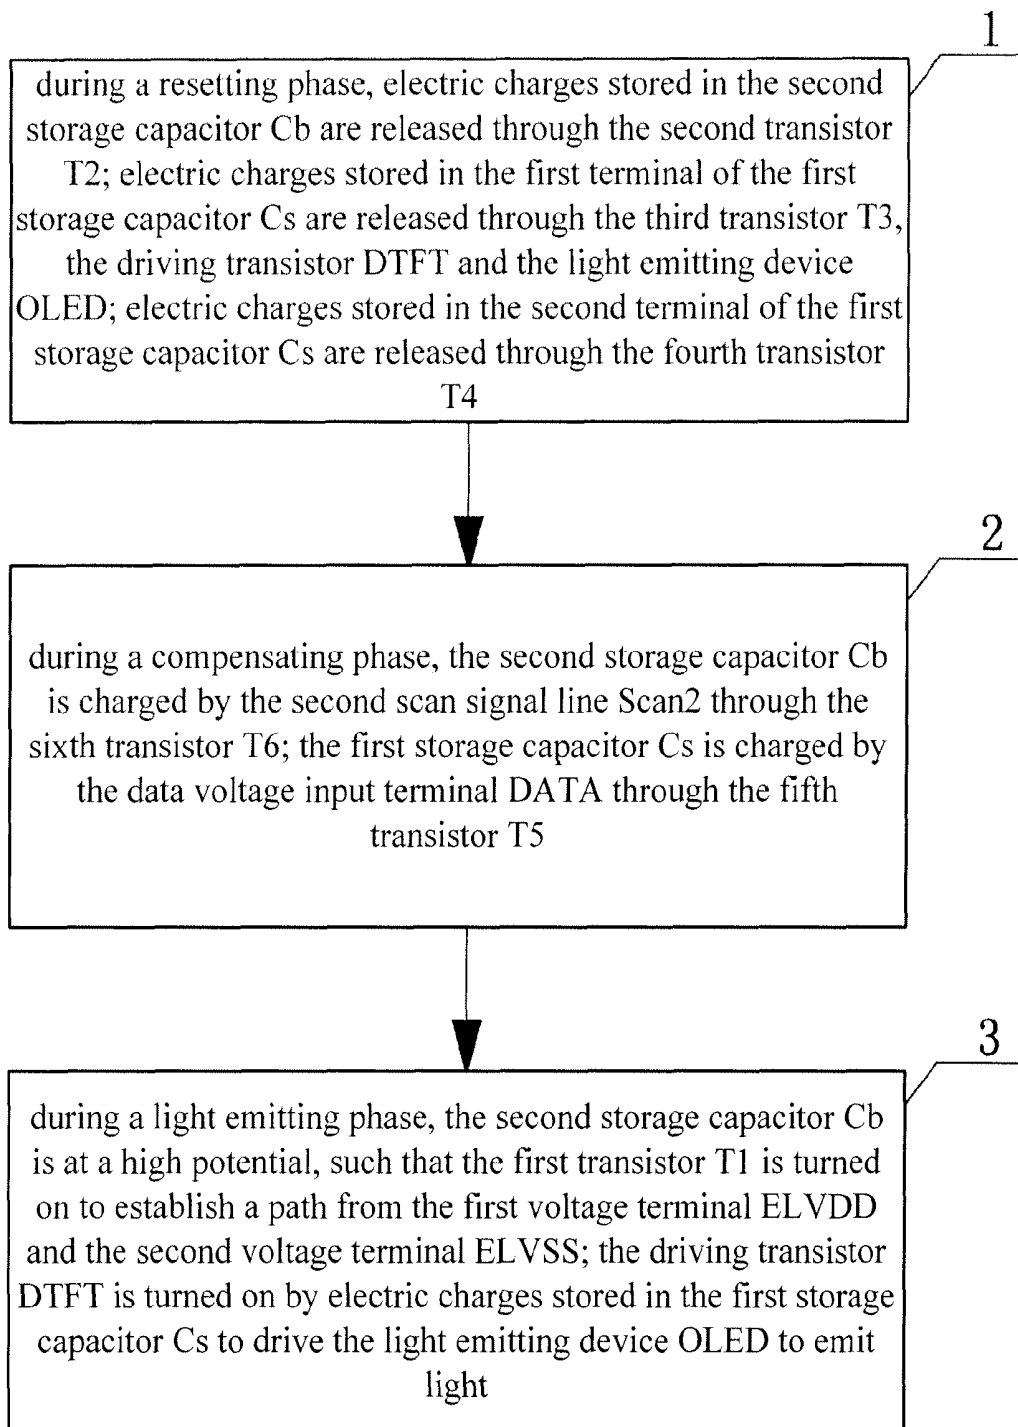 1
during a resetting phase, electric charges stored in the second
storage capacitor Cb are released through the second transistor
T2; electric charges stored in the first terminal of the first
storage capacitor Cs are released through the third transistor T3,
the driving transistor DTFT and the light emitting device
OLED; electric charges stored in the second terminal of the first
storage capacitor Cs are released through the fourth transistor
T4
2
during a compensating phase, the second storage capacitor Cb
is charged by the second scan signal line Scan2 through the
sixth transistor T6; the first storage capacitor Cs is charged by
the data voltage input terminal DATA through the fifth
transistor T5
3
during a light emitting phase, the second storage capacitor Cb
is at a high potential, such that the first transistor T1 is turned
on to establish a path from the first voltage terminal ELVDD
and the second voltage terminal ELVSS; the driving transistor
DTFT is turned on by electric charges stored in the first storage
capacitor Cs to drive the light emitting device OLED to emit
light